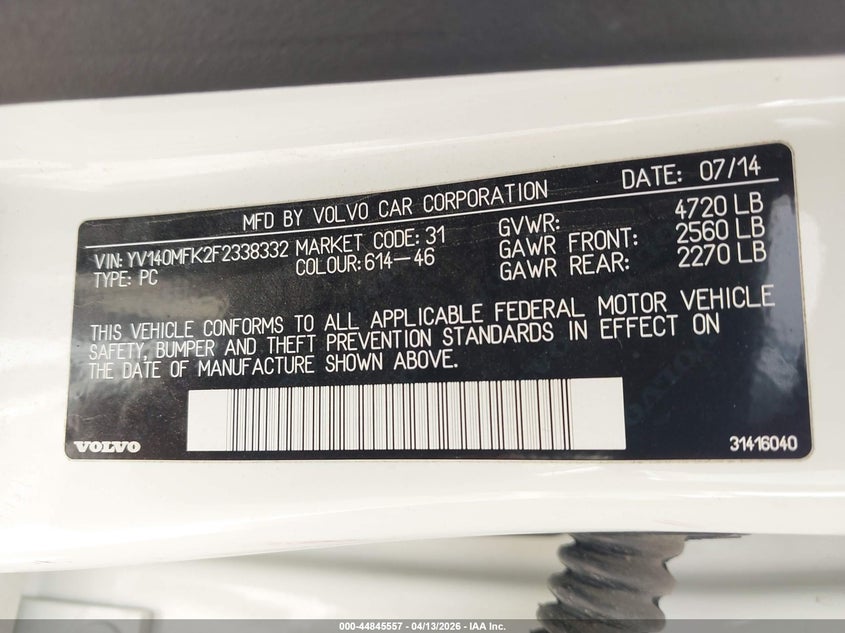 MFD BY VOLVO CAR CORPORATION DATE: 07/14
VIN: YV140MFK2F2338332 MARKET CODE: 31 GVWR: 4720 LB
TYPE: PC COLOUR: 614-46 GAWR FRONT: 2560 LB
GAWR REAR: 2270 LB
THIS VEHICLE CONFORMS TO ALL APPLICABLE FEDERAL MOTOR VEHICLE
SAFETY, BUMPER AND THEFT PREVENTION STANDARDS IN EFFECT ON
THE DATE OF MANUFACTURE SHOWN ABOVE.
VOLVO 31416040
000-44845557 - 04/13/2026 - IAA Inc.